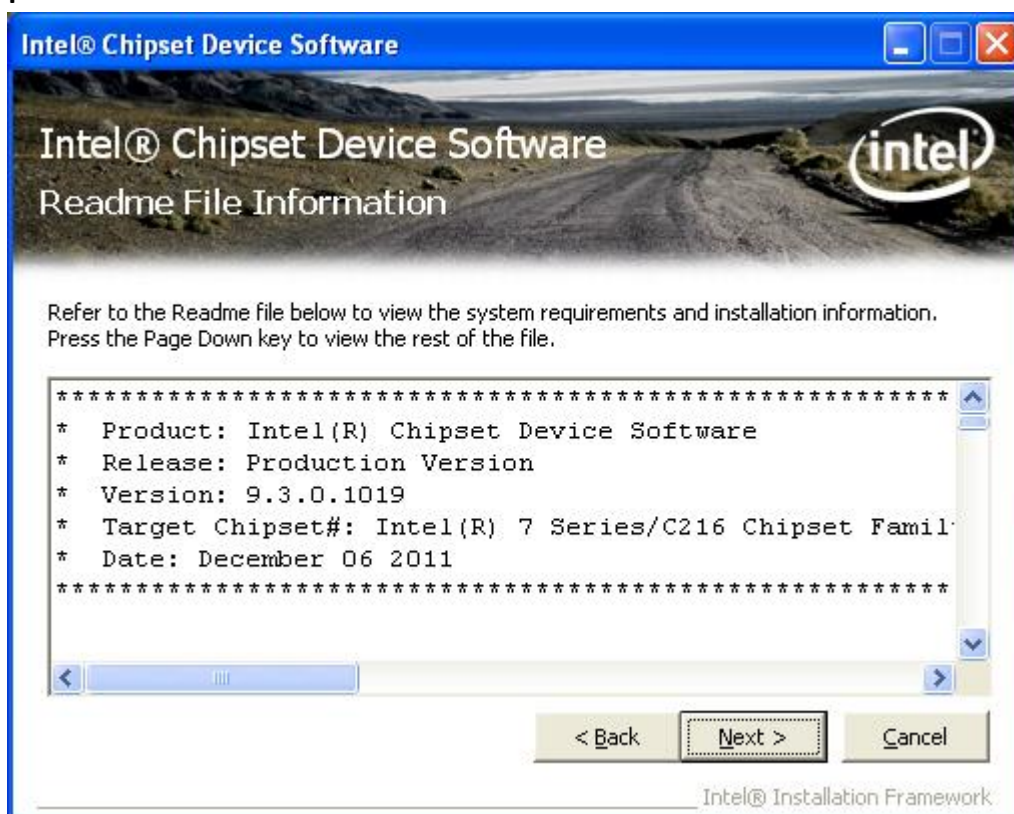 Intel® Chipset Device Software
Intel® Chipset Device Software
intel
Readme File Information
Refer to the Readme file below to view the system requirements and installation information.
Press the Page Down key to view the rest of the file.
********************************************************
* Product: Intel(R) Chipset Device Software
* Release: Production Version
* Version: 9.3.0.1019
* Target Chipset#: Intel(R) 7 Series/C216 Chipset Famil
* Date: December 06 2011
********************************************************
< Back Next > Cancel
Intel® Installation Framework